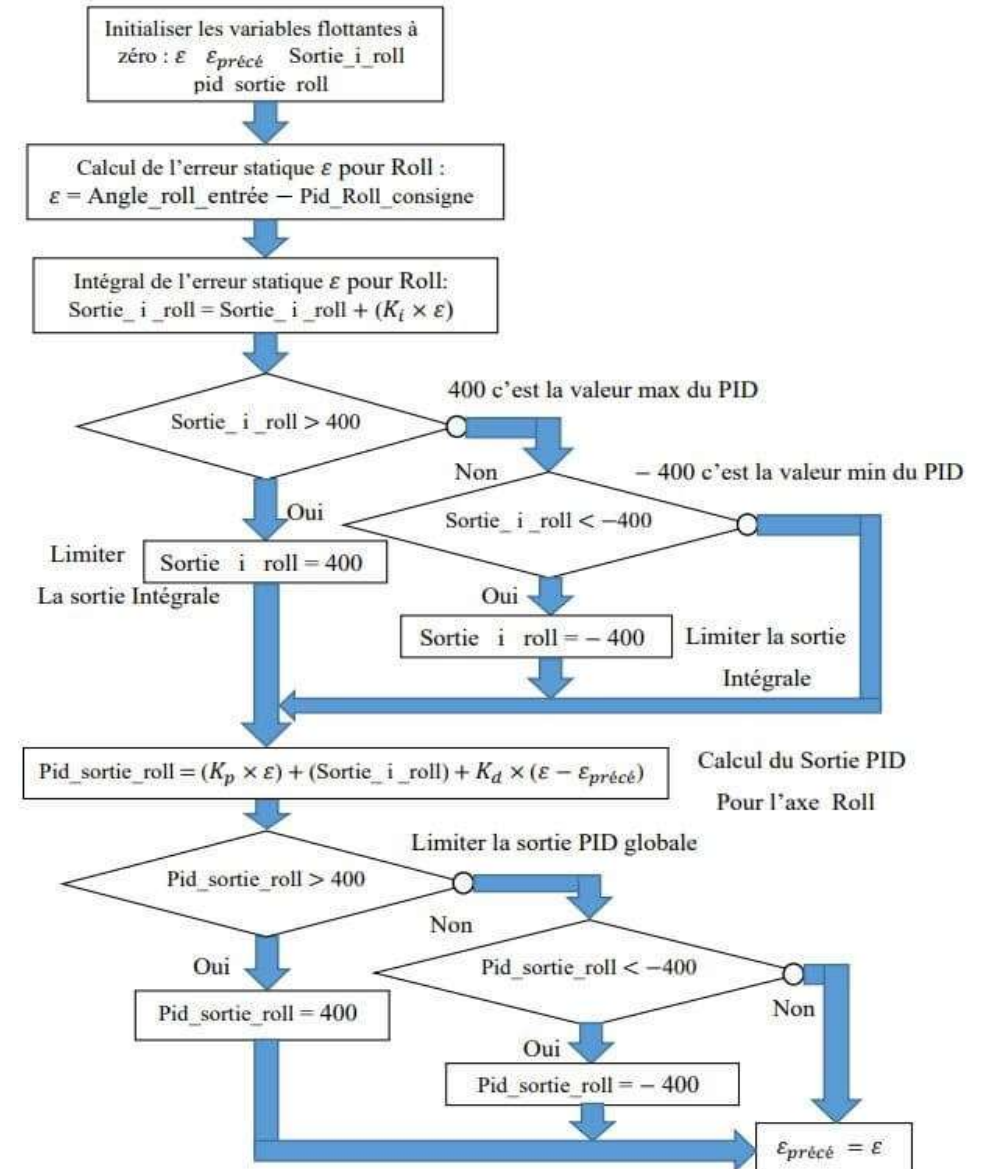 Initialiser les variables flottantes à
zéro : ε ε_précé Sortie_i_roll
pid sortie roll
Calcul de l'erreur statique ε pour Roll :
ε = Angle_roll_entrée − Pid_Roll_consigne
Intégral de l'erreur statique ε pour Roll:
Sortie_ i _roll = Sortie_ i _roll + (K_i × ε)
400 c'est la valeur max du PID
Sortie_ i _roll > 400
Non
− 400 c'est la valeur min du PID
Oui
Sortie_ i _roll < −400
Limiter
Sortie i roll = 400
La sortie Intégrale
Oui
Sortie i roll = − 400
Limiter la sortie
Intégrale
Pid_sortie_roll = (K_p × ε) + (Sortie_ i _roll) + K_d × (ε − ε_précé)
Calcul du Sortie PID
Pour l'axe Roll
Limiter la sortie PID globale
Pid_sortie_roll > 400
Non
Oui
Pid_sortie_roll < −400
Non
Pid_sortie_roll = 400
Oui
Pid_sortie_roll = − 400
ε_précé = ε